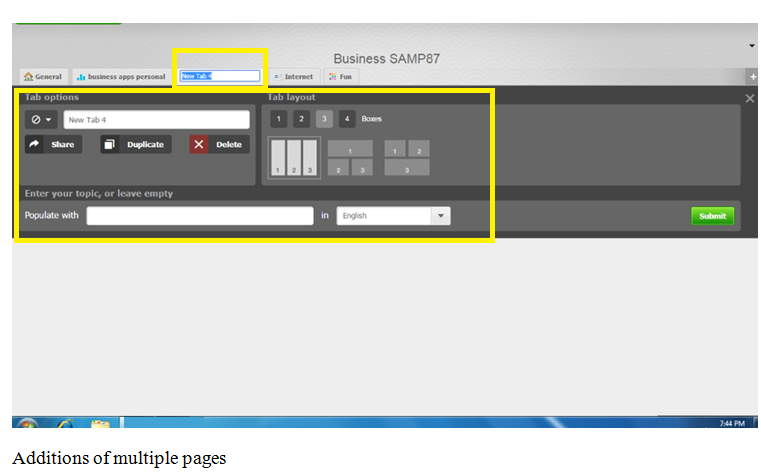 Business SAMP87
General business apps personal New Tab 4 Internet Fun +
Tab options Tab layout
New Tab 4 1 2 3 4 Boxes
Share Duplicate Delete
1 2 3 1 2 3 1 2 3
Enter your topic, or leave empty
Populate with in English Submit
7:44 PM
Additions of multiple pages